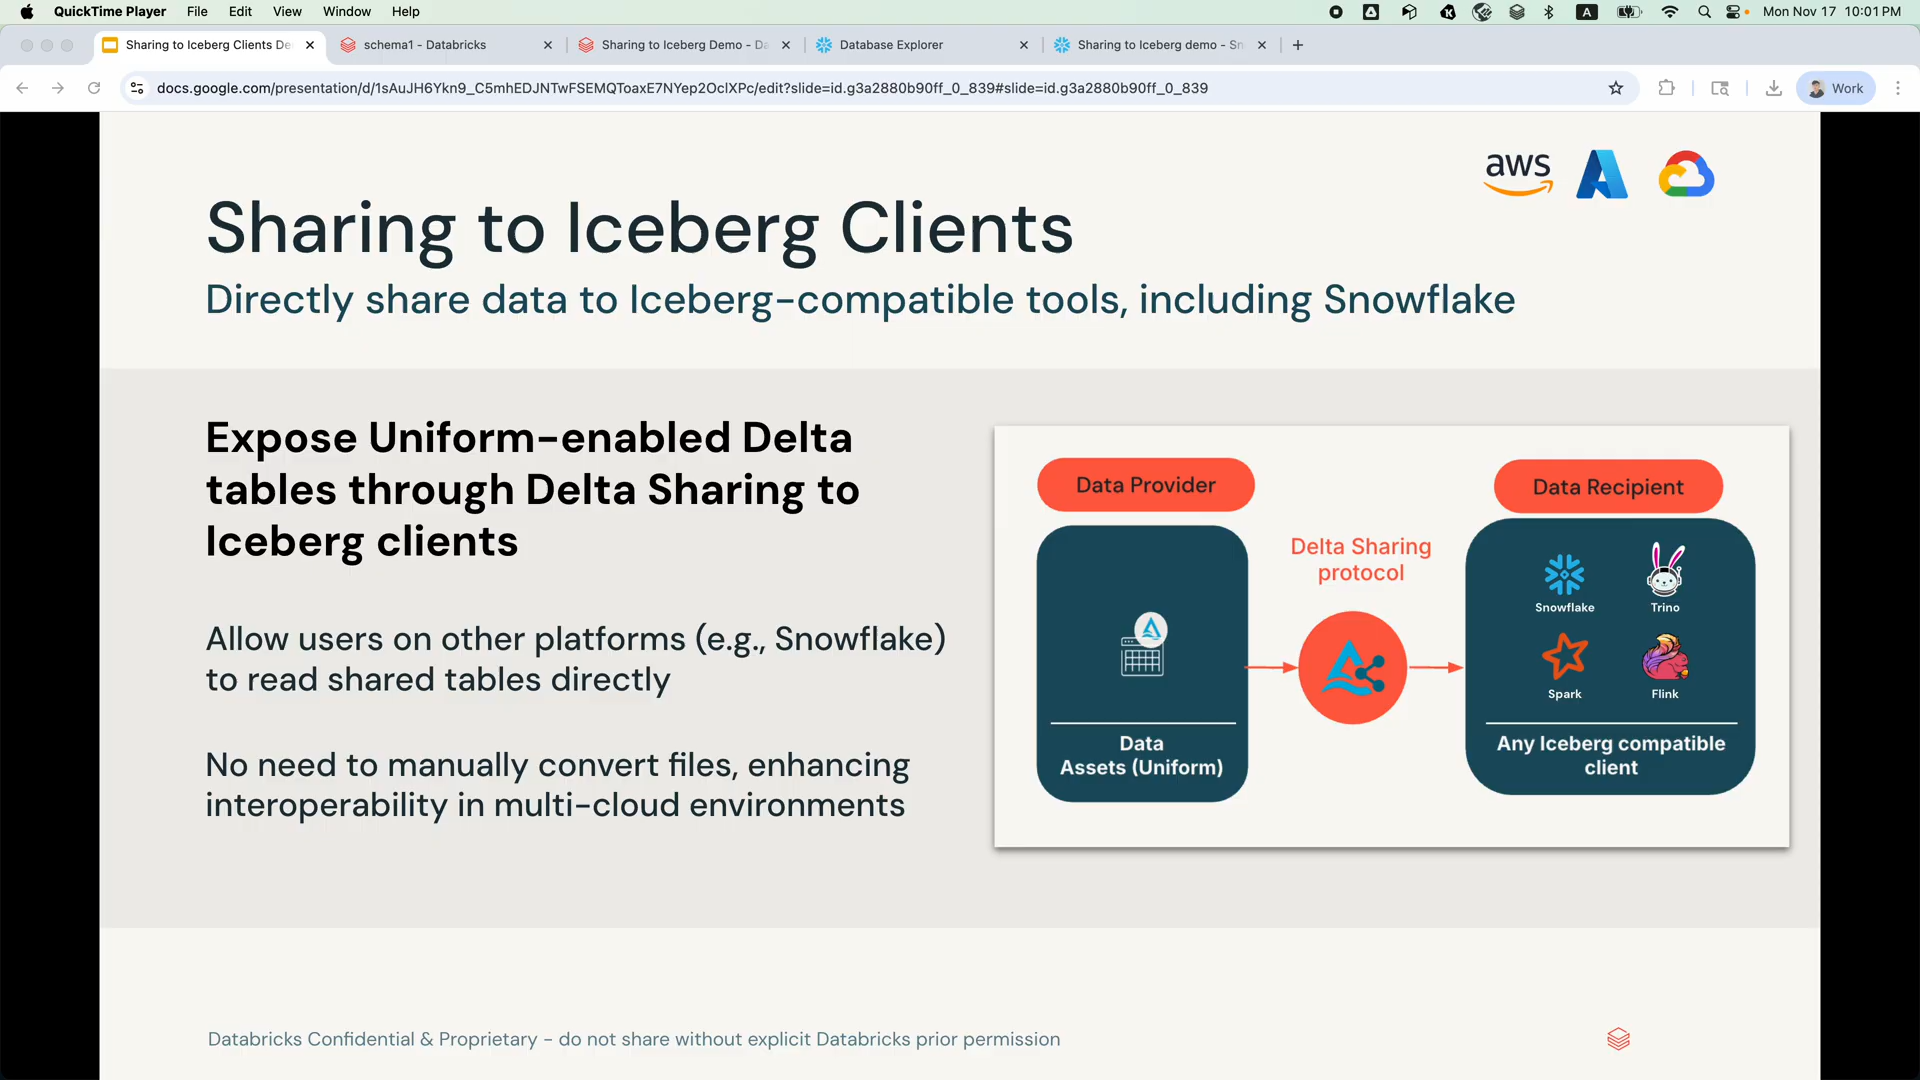 QuickTime Player File Edit View Window Help
A
Mon Nov 17 10:01 PM
Sharing to Iceberg Clients De
schema1 - Databricks
Sharing to Iceberg Demo - Da
Database Explorer
Sharing to Iceberg demo - Sn
docs.google.com/presentation/d/1sAuJH6Ykn9_C5mhEDJNTwFSEMQToaxE7NYep2OclXPc/edit?slide=id.g3a2880b90ff_0_839#slide=id.g3a2880b90ff_0_839
Work
aws
Sharing to Iceberg Clients
Directly share data to Iceberg-compatible tools, including Snowflake
Expose Uniform-enabled Delta
tables through Delta Sharing to
Iceberg clients
Allow users on other platforms (e.g., Snowflake)
to read shared tables directly
No need to manually convert files, enhancing
interoperability in multi-cloud environments
Data Provider
Data
Assets (Uniform)
Delta Sharing
protocol
Data Recipient
Snowflake
Trino
Spark
Flink
Any Iceberg compatible
client
Databricks Confidential & Proprietary - do not share without explicit Databricks prior permission